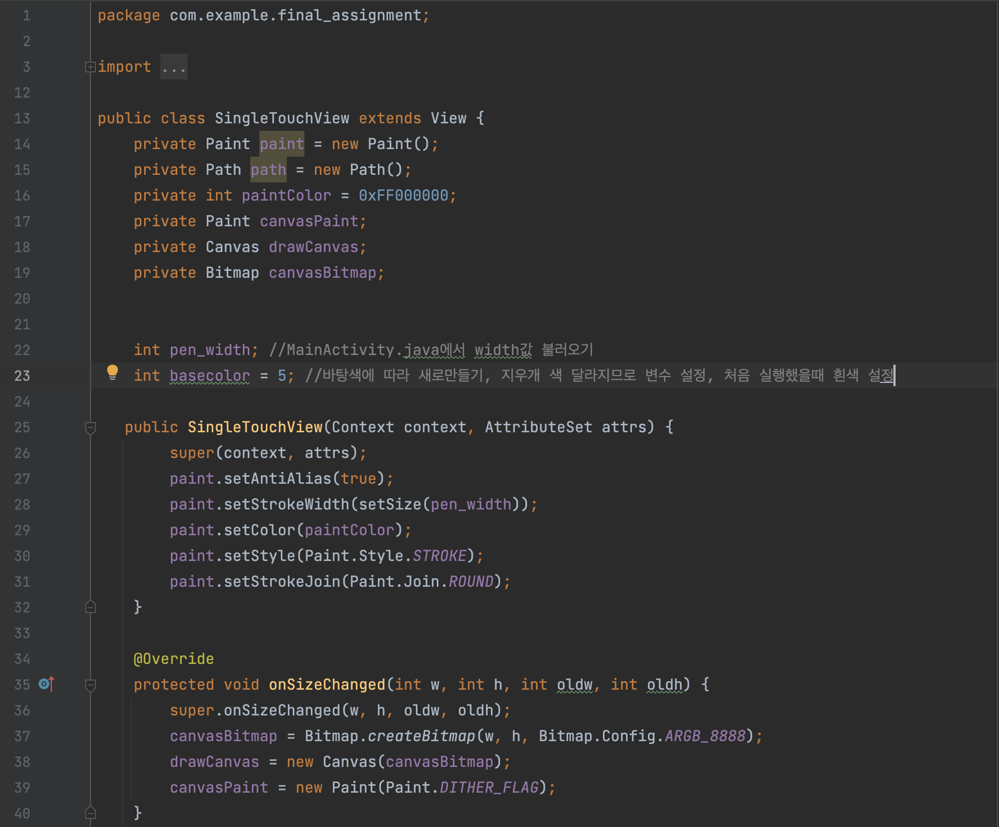 1 package com.example.final_assignment;
2
3 import ...
12
13 public class SingleTouchView extends View {
14 private Paint paint = new Paint();
15 private Path path = new Path();
16 private int paintColor = 0xFF000000;
17 private Paint canvasPaint;
18 private Canvas drawCanvas;
19 private Bitmap canvasBitmap;
20
21
22 int pen_width; //MainActivity.java에서 width값 불러오기
23 int basecolor = 5; //바탕색에 따라 새로만들기, 지우개 색 달라지므로 변수 설정, 처음 실행했을때 흰색 설정
24
25 public SingleTouchView(Context context, AttributeSet attrs) {
26 super(context, attrs);
27 paint.setAntiAlias(true);
28 paint.setStrokeWidth(setSize(pen_width));
29 paint.setColor(paintColor);
30 paint.setStyle(Paint.Style.STROKE);
31 paint.setStrokeJoin(Paint.Join.ROUND);
32 }
33
34 @Override
35 protected void onSizeChanged(int w, int h, int oldw, int oldh) {
36 super.onSizeChanged(w, h, oldw, oldh);
37 canvasBitmap = Bitmap.createBitmap(w, h, Bitmap.Config.ARGB_8888);
38 drawCanvas = new Canvas(canvasBitmap);
39 canvasPaint = new Paint(Paint.DITHER_FLAG);
40 }